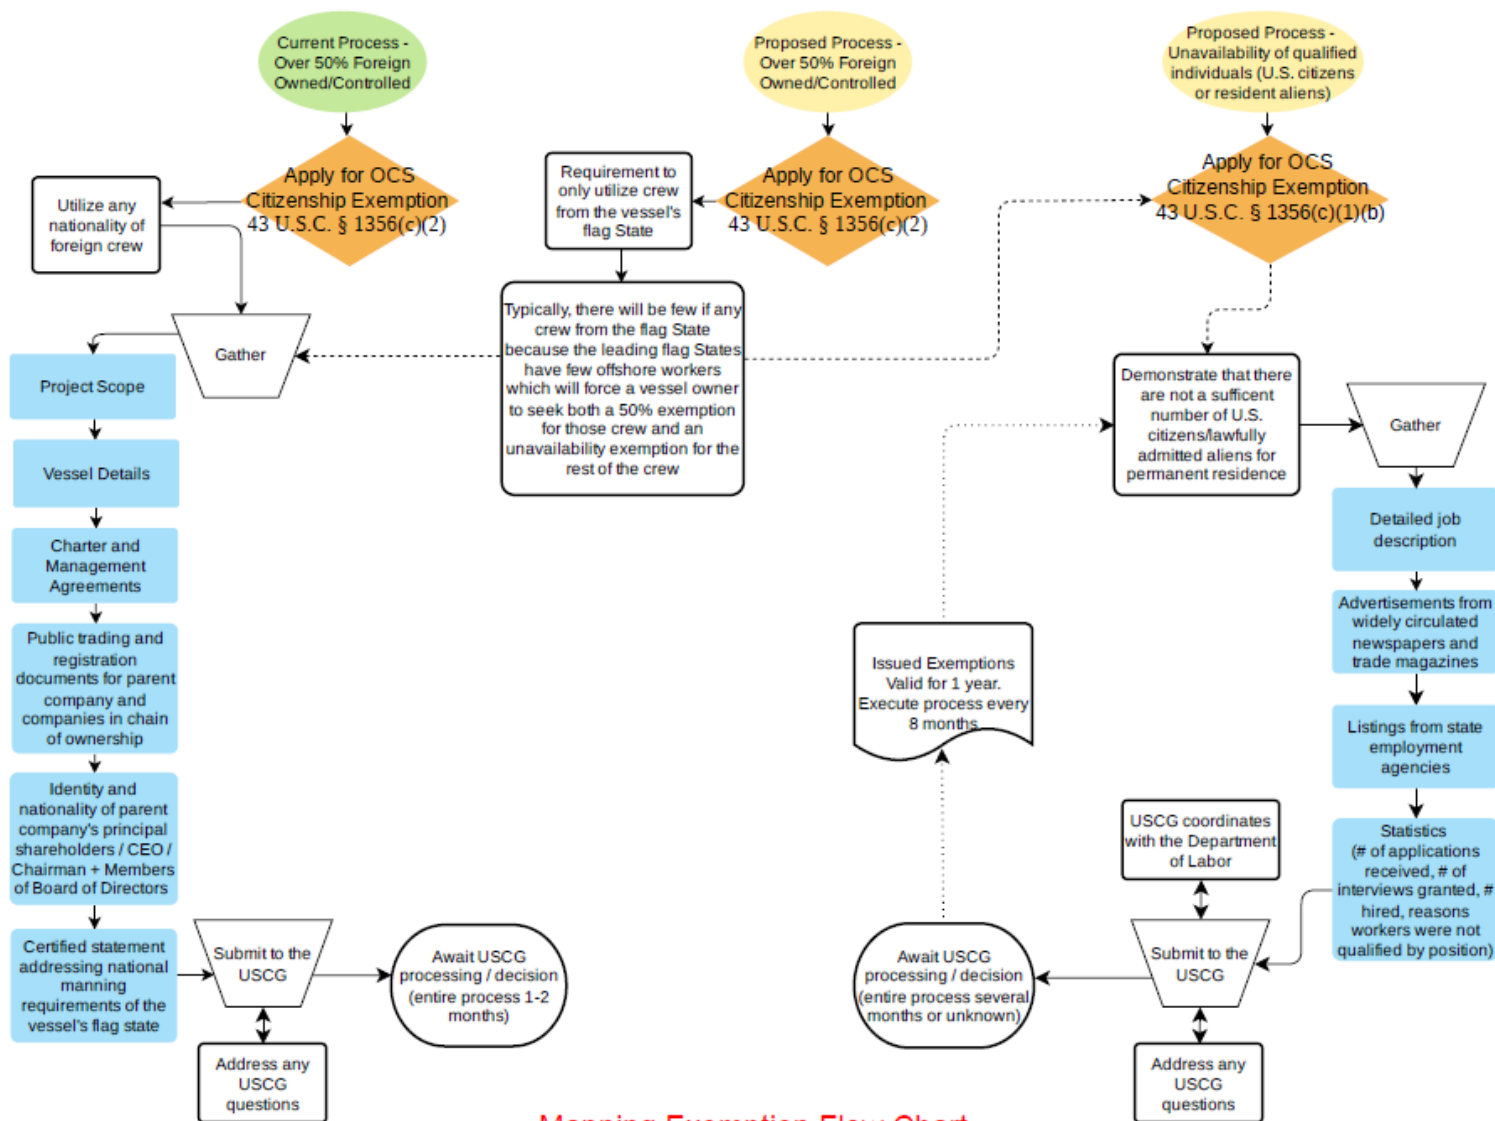 Current Process -
Over 50% Foreign
Owned/Controlled
Apply for OCS
Citizenship Exemption
43 U.S.C. § 1356(c)(2)
Utilize any
nationality of
foreign crew
Gather
Project Scope
Vessel Details
Charter and
Management
Agreements
Public trading and
registration
documents for parent
company and
companies in chain
of ownership
Identity and
nationality of parent
company's principal
shareholders / CEO /
Chairman + Members
of Board of Directors
Certified statement
addressing national
manning
requirements of the
vessel's flag state
Submit to the
USCG
Address any
USCG
questions
Await USCG
processing / decision
(entire process 1-2
months)
Proposed Process -
Over 50% Foreign
Owned/Controlled
Apply for OCS
Citizenship Exemption
43 U.S.C. § 1356(c)(2)
Requirement to
only utilize crew
from the vessel's
flag State
Typically, there will be few if any
crew from the flag State
because the leading flag States
have few offshore workers
which will force a vessel owner
to seek both a 50% exemption
for those crew and an
unavailability exemption for the
rest of the crew
Proposed Process -
Unavailability of qualified
individuals (U.S. citizens
or resident aliens)
Apply for OCS
Citizenship Exemption
43 U.S.C. § 1356(c)(1)(b)
Demonstrate that there
are not a sufficent
number of U.S.
citizens/lawfully
admitted aliens for
permanent residence
Gather
Detailed job
description
Advertisements from
widely circulated
newspapers and
trade magazines
Listings from state
employment
agencies
Statistics
(# of applications
received, # of
interviews granted, #
hired, reasons
workers were not
qualified by position)
Submit to the
USCG
USCG coordinates
with the Department
of Labor
Address any
USCG
questions
Await USCG
processing / decision
(entire process several
months or unknown)
Issued Exemptions
Valid for 1 year.
Execute process every
8 months
Manning Exemption Flow Chart